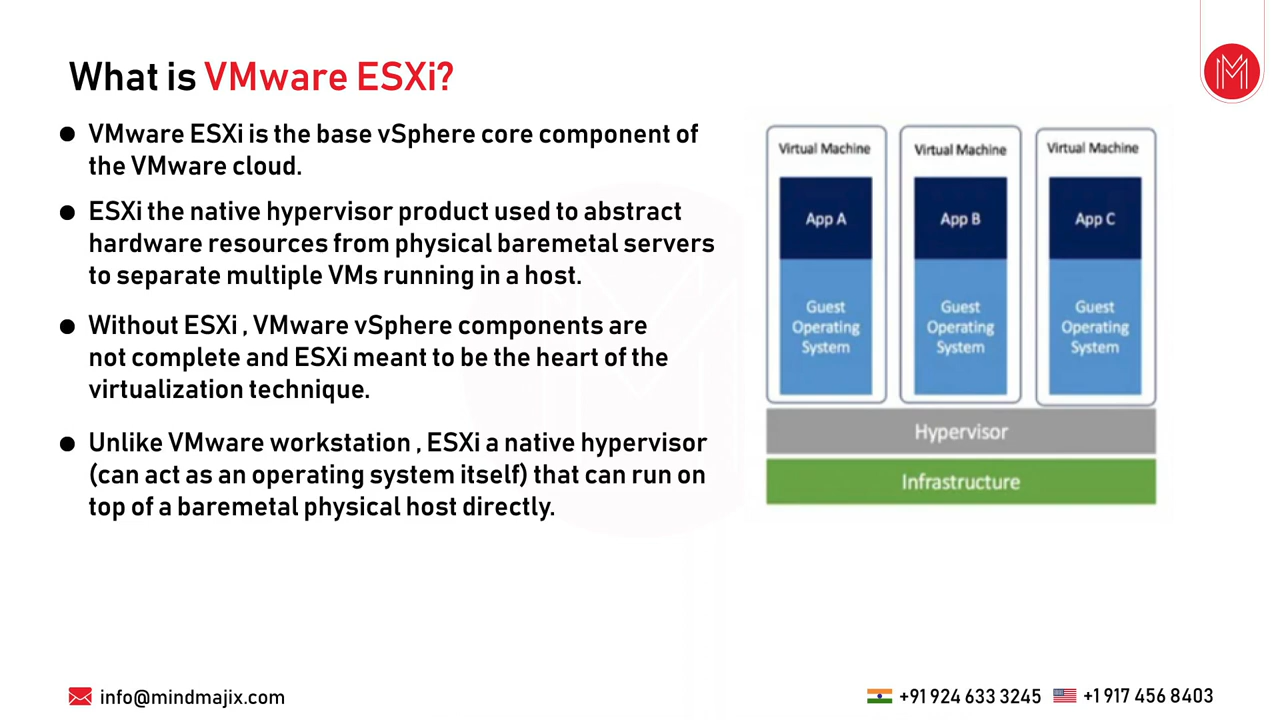 What is VMware ESXi?
● VMware ESXi is the base vSphere core component of
the VMware cloud.
● ESXi the native hypervisor product used to abstract
hardware resources from physical baremetal servers
to separate multiple VMs running in a host.
● Without ESXi , VMware vSphere components are
not complete and ESXi meant to be the heart of the
virtualization technique.
● Unlike VMware workstation , ESXi a native hypervisor
(can act as an operating system itself) that can run on
top of a baremetal physical host directly.
Virtual Machine
App A
Guest
Operating
System
Virtual Machine
App B
Guest
Operating
System
Virtual Machine
App C
Guest
Operating
System
Hypervisor
Infrastructure
info@mindmajix.com
+91 924 633 3245
+1 917 456 8403